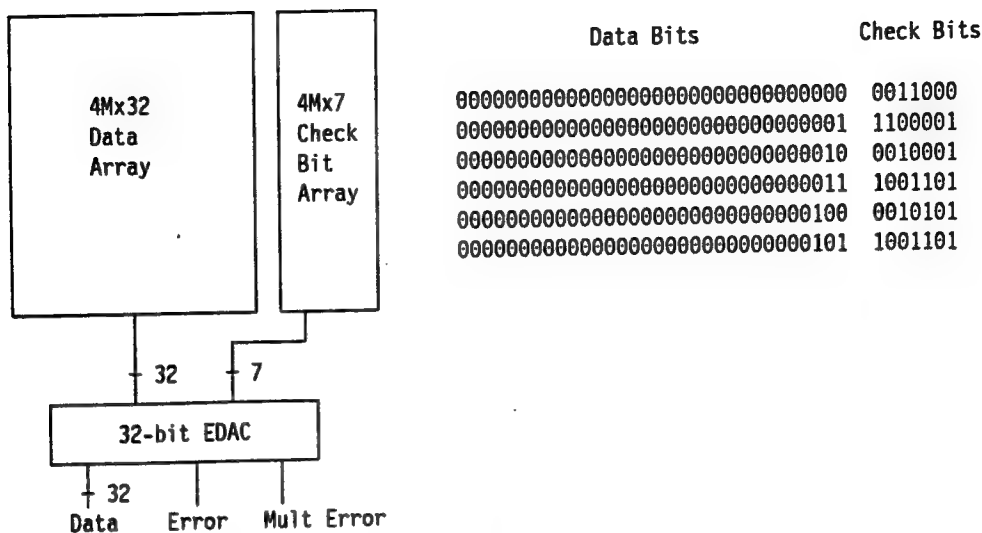 Data Bits Check Bits
00000000000000000000000000000000 0011000
00000000000000000000000000000001 1100001
00000000000000000000000000000010 0010001
00000000000000000000000000000011 1001101
00000000000000000000000000000100 0010101
00000000000000000000000000000101 1001101
4Mx32
Data
Array
4Mx7
Check
Bit
Array
32
7
32-bit EDAC
32
Data Error Mult Error